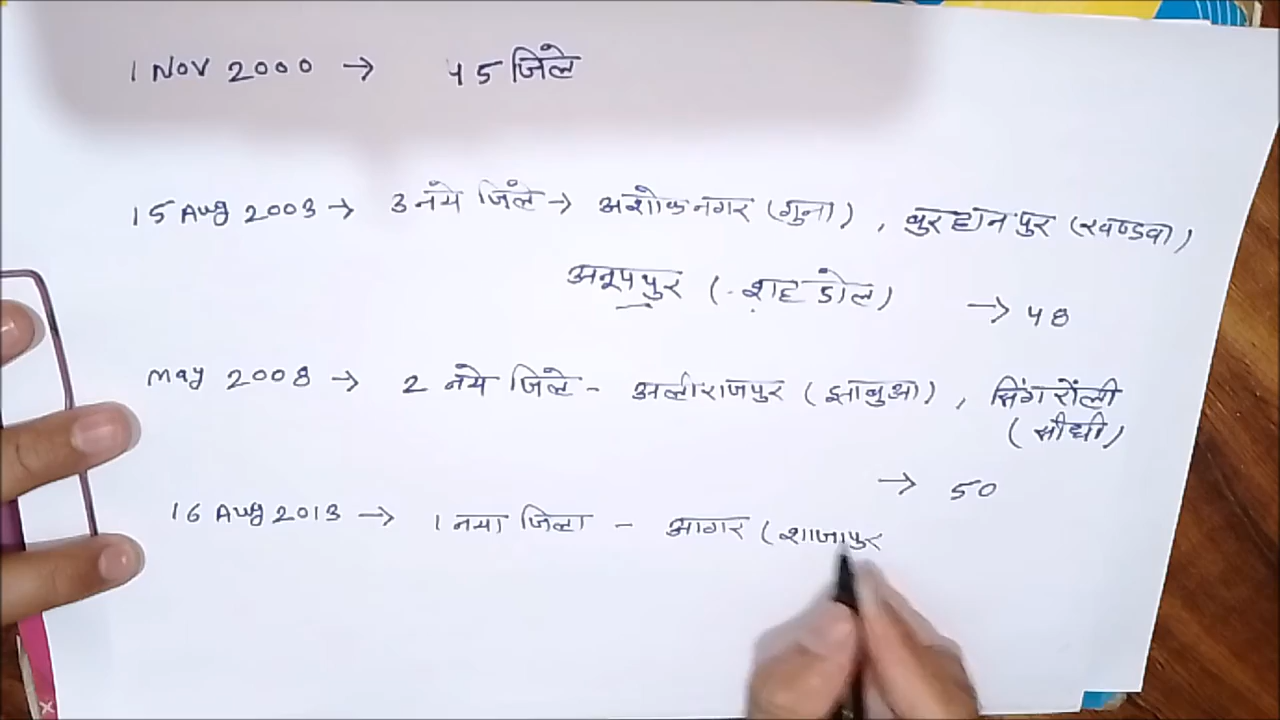 1 Nov 2000 → 45 जिले
15 Aug 2003 → 3 नये जिले → अशोकनगर (गुना) , बुरहानपुर (खण्डवा)
अनूपपुर (शहडोल) → 48
May 2008 → 2 नये जिले - अलीराजपुर (झाबुआ) , सिंगरौंली
(सीधी)
→ 50
16 Aug 2013 → 1 नया जिला - आगर (शाजापुर